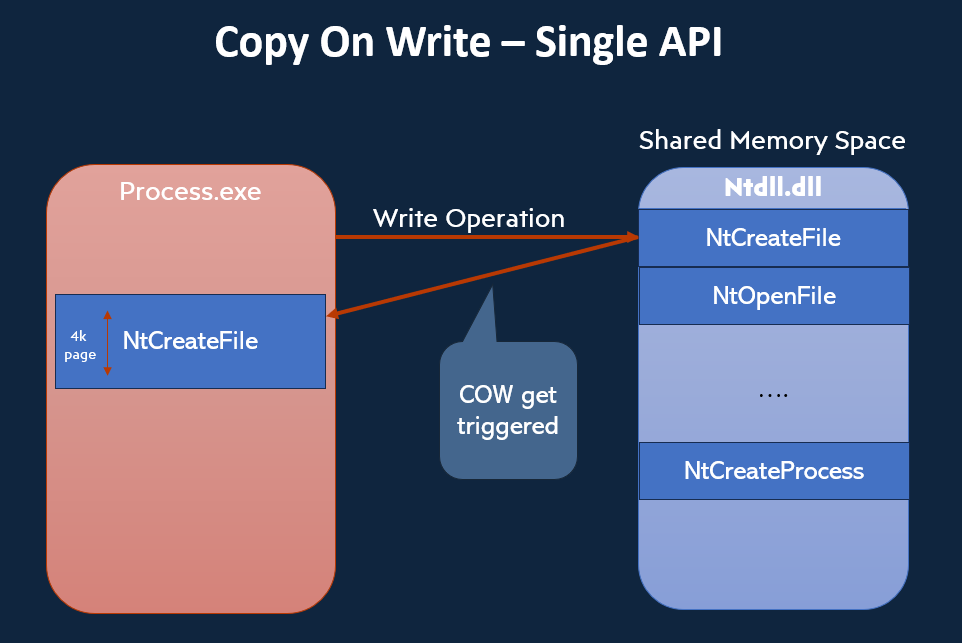 Copy On Write – Single API
Shared Memory Space
Process.exe
Ntdll.dll
Write Operation
NtCreateFile
NtOpenFile
4k
page
NtCreateFile
COW get
triggered
....
NtCreateProcess